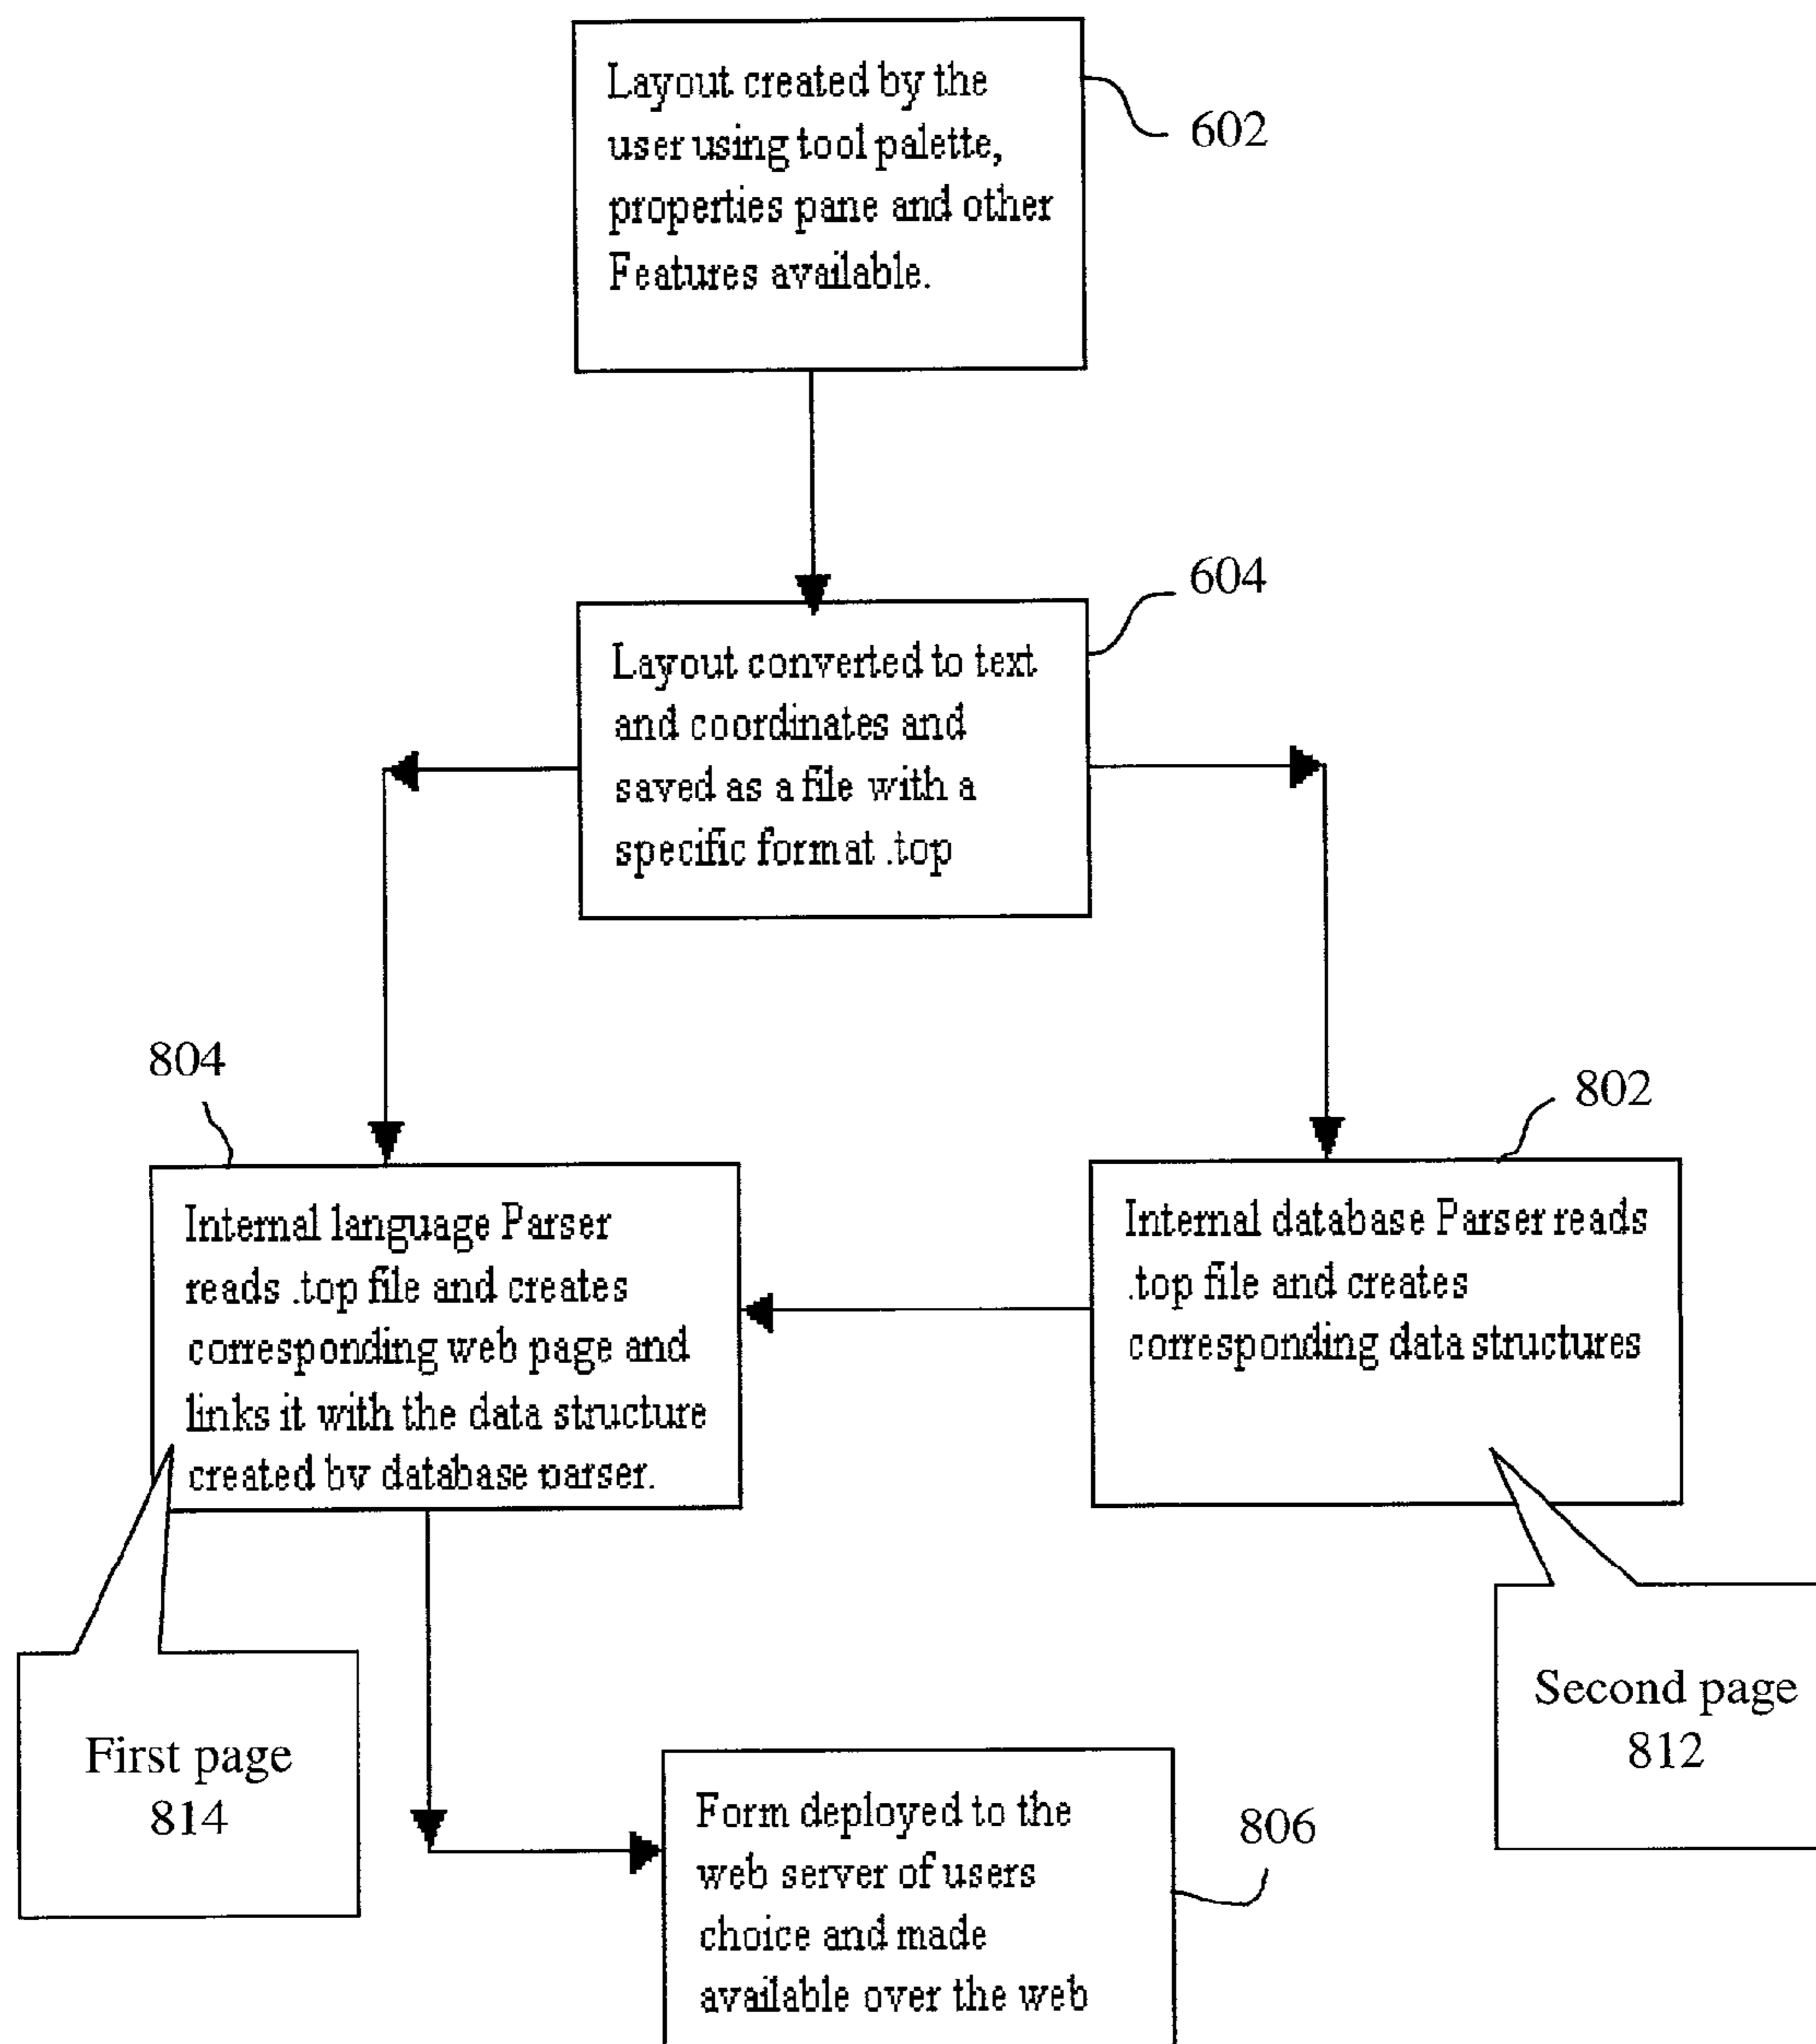 Layout created by the
user using tool palette,
properties pane and other
Features available.
602
604
Layout converted to text
and coordinates and
saved as a file with a
specific format .top
804
802
Internal language Parser
reads .top file and creates
corresponding web page and
links it with the data structure
created by database parser.
Internal database Parser reads
.top file and creates
corresponding data structures
First page
814
Second page
812
Form deployed to the
web server of users
choice and made
available over the web
806